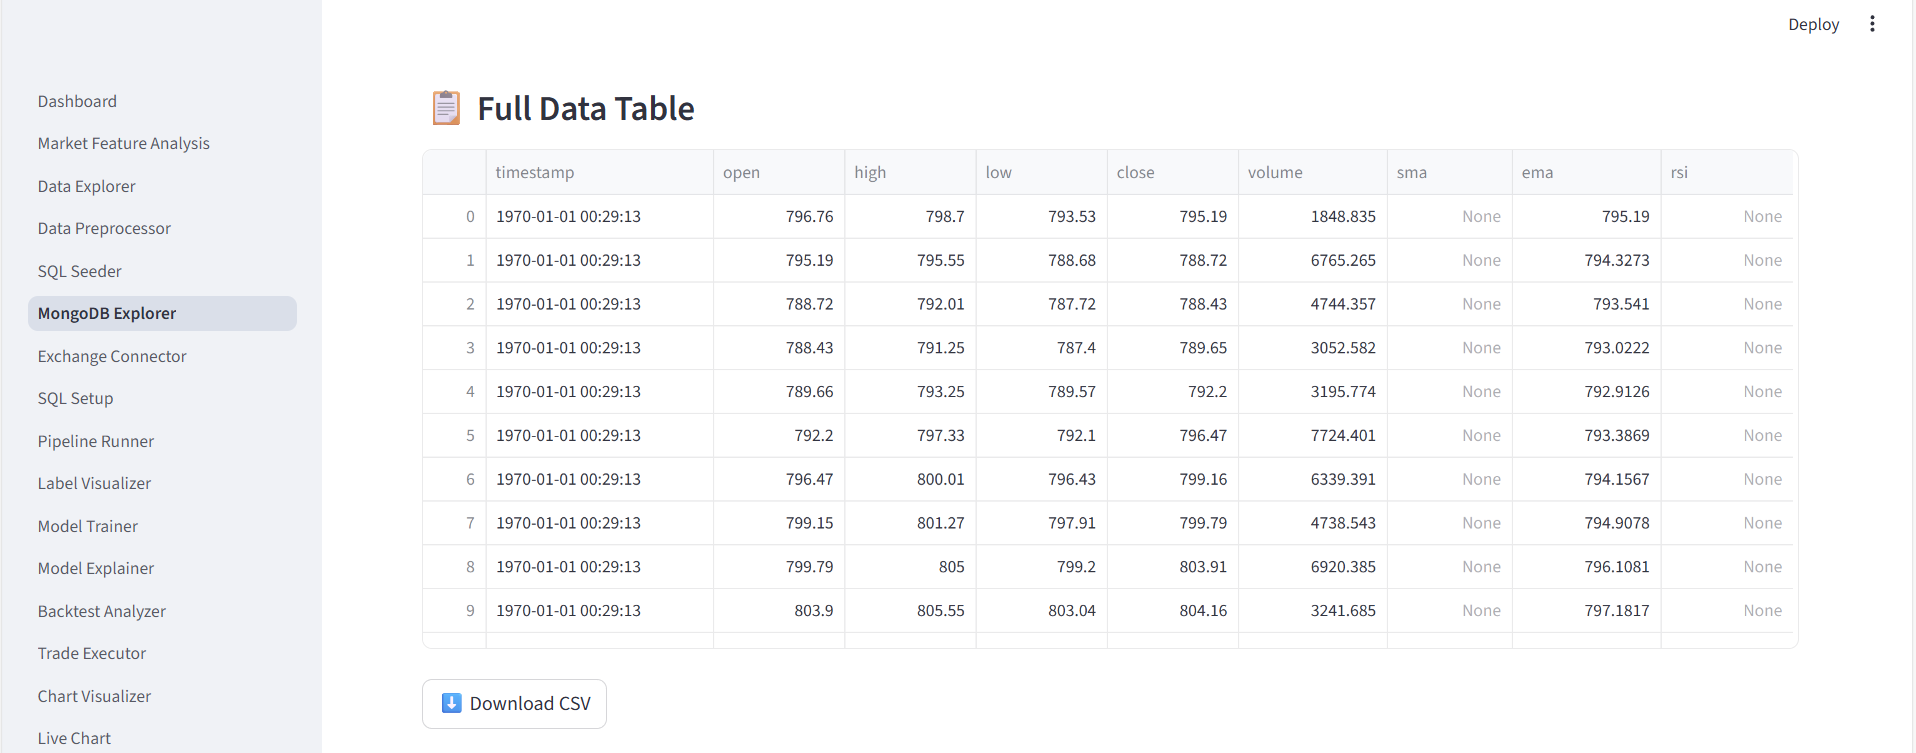 Deploy
Dashboard
Market Feature Analysis
Data Explorer
Data Preprocessor
SQL Seeder
MongoDB Explorer
Exchange Connector
SQL Setup
Pipeline Runner
Label Visualizer
Model Trainer
Model Explainer
Backtest Analyzer
Trade Executor
Chart Visualizer
Live Chart
Full Data Table
timestamp open high low close volume sma ema rsi
0 1970-01-01 00:29:13 796.76 798.7 793.53 795.19 1848.835 None 795.19 None
1 1970-01-01 00:29:13 795.19 795.55 788.68 788.72 6765.265 None 794.3273 None
2 1970-01-01 00:29:13 788.72 792.01 787.72 788.43 4744.357 None 793.541 None
3 1970-01-01 00:29:13 788.43 791.25 787.4 789.65 3052.582 None 793.0222 None
4 1970-01-01 00:29:13 789.66 793.25 789.57 792.2 3195.774 None 792.9126 None
5 1970-01-01 00:29:13 792.2 797.33 792.1 796.47 7724.401 None 793.3869 None
6 1970-01-01 00:29:13 796.47 800.01 796.43 799.16 6339.391 None 794.1567 None
7 1970-01-01 00:29:13 799.15 801.27 797.91 799.79 4738.543 None 794.9078 None
8 1970-01-01 00:29:13 799.79 805 799.2 803.91 6920.385 None 796.1081 None
9 1970-01-01 00:29:13 803.9 805.55 803.04 804.16 3241.685 None 797.1817 None
Download CSV